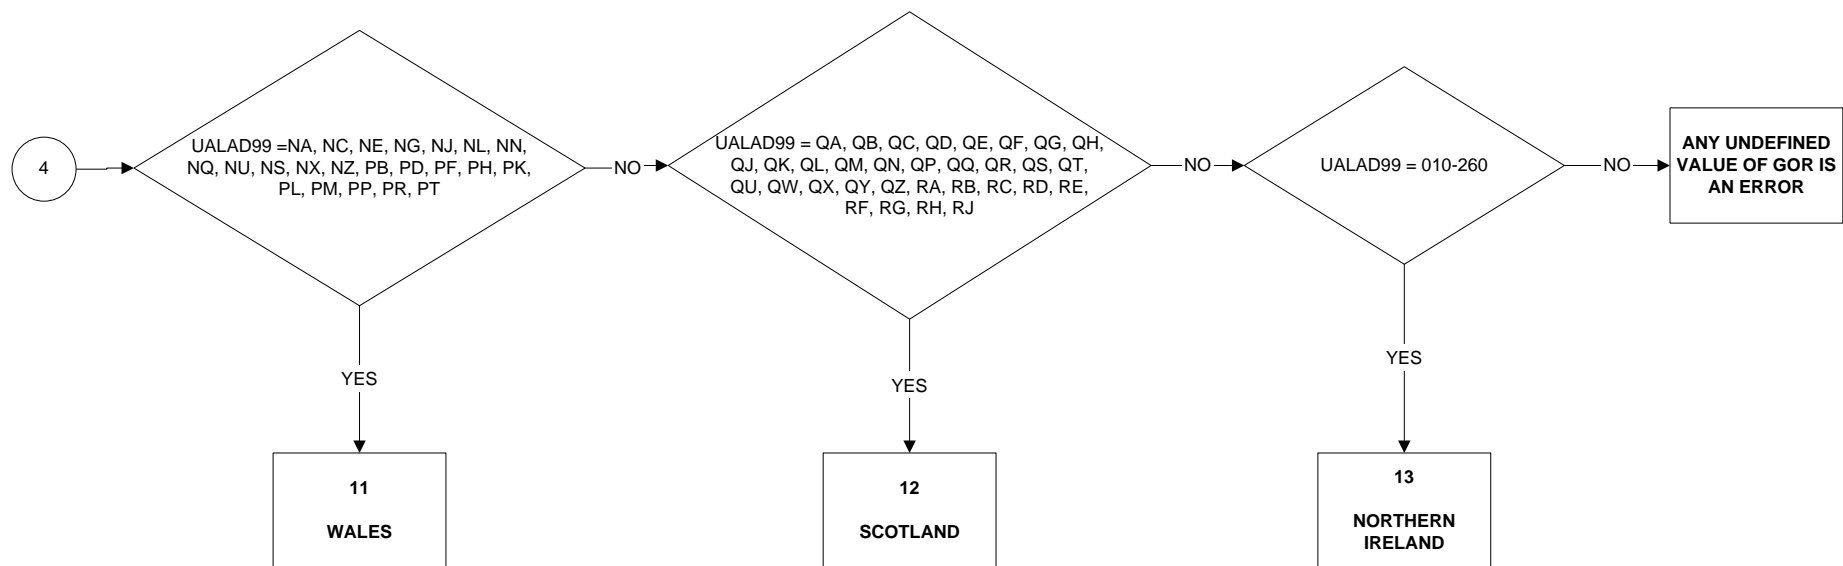 4
UALAD99 =NA, NC, NE, NG, NJ, NL, NN,
NQ, NU, NS, NX, NZ, PB, PD, PF, PH, PK,
PL, PM, PP, PR, PT
NO
UALAD99 = QA, QB, QC, QD, QE, QF, QG, QH,
QJ, QK, QL, QM, QN, QP, QQ, QR, QS, QT,
QU, QW, QX, QY, QZ, RA, RB, RC, RD, RE,
RF, RG, RH, RJ
NO
UALAD99 = 010-260
NO
ANY UNDEFINED
VALUE OF GOR IS
AN ERROR
YES
YES
YES
11
WALES
12
SCOTLAND
13
NORTHERN
IRELAND